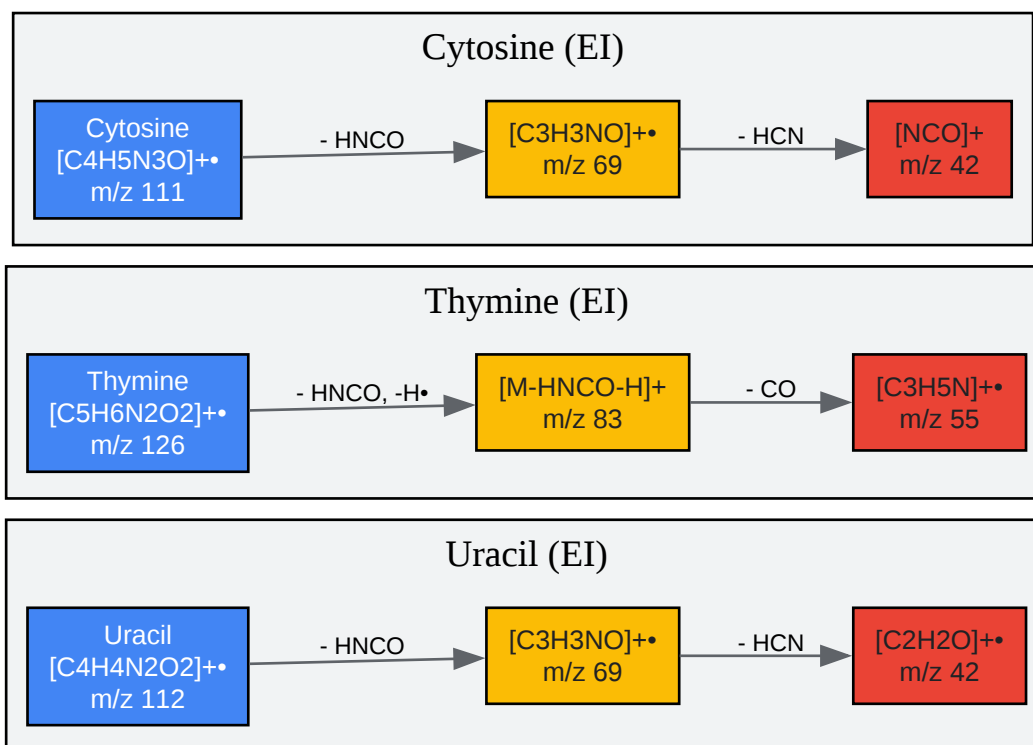 Cytosine (EI)
Cytosine
[C4H5N3O]+•
m/z 111
- HNCO
[C3H3NO]+•
m/z 69
- HCN
[NCO]+
m/z 42
Thymine (EI)
Thymine
[C5H6N2O2]+•
m/z 126
- HNCO, -H•
[M-HNCO-H]+
m/z 83
- CO
[C3H5N]+•
m/z 55
Uracil (EI)
Uracil
[C4H4N2O2]+•
m/z 112
- HNCO
[C3H3NO]+•
m/z 69
- HCN
[C2H2O]+•
m/z 42